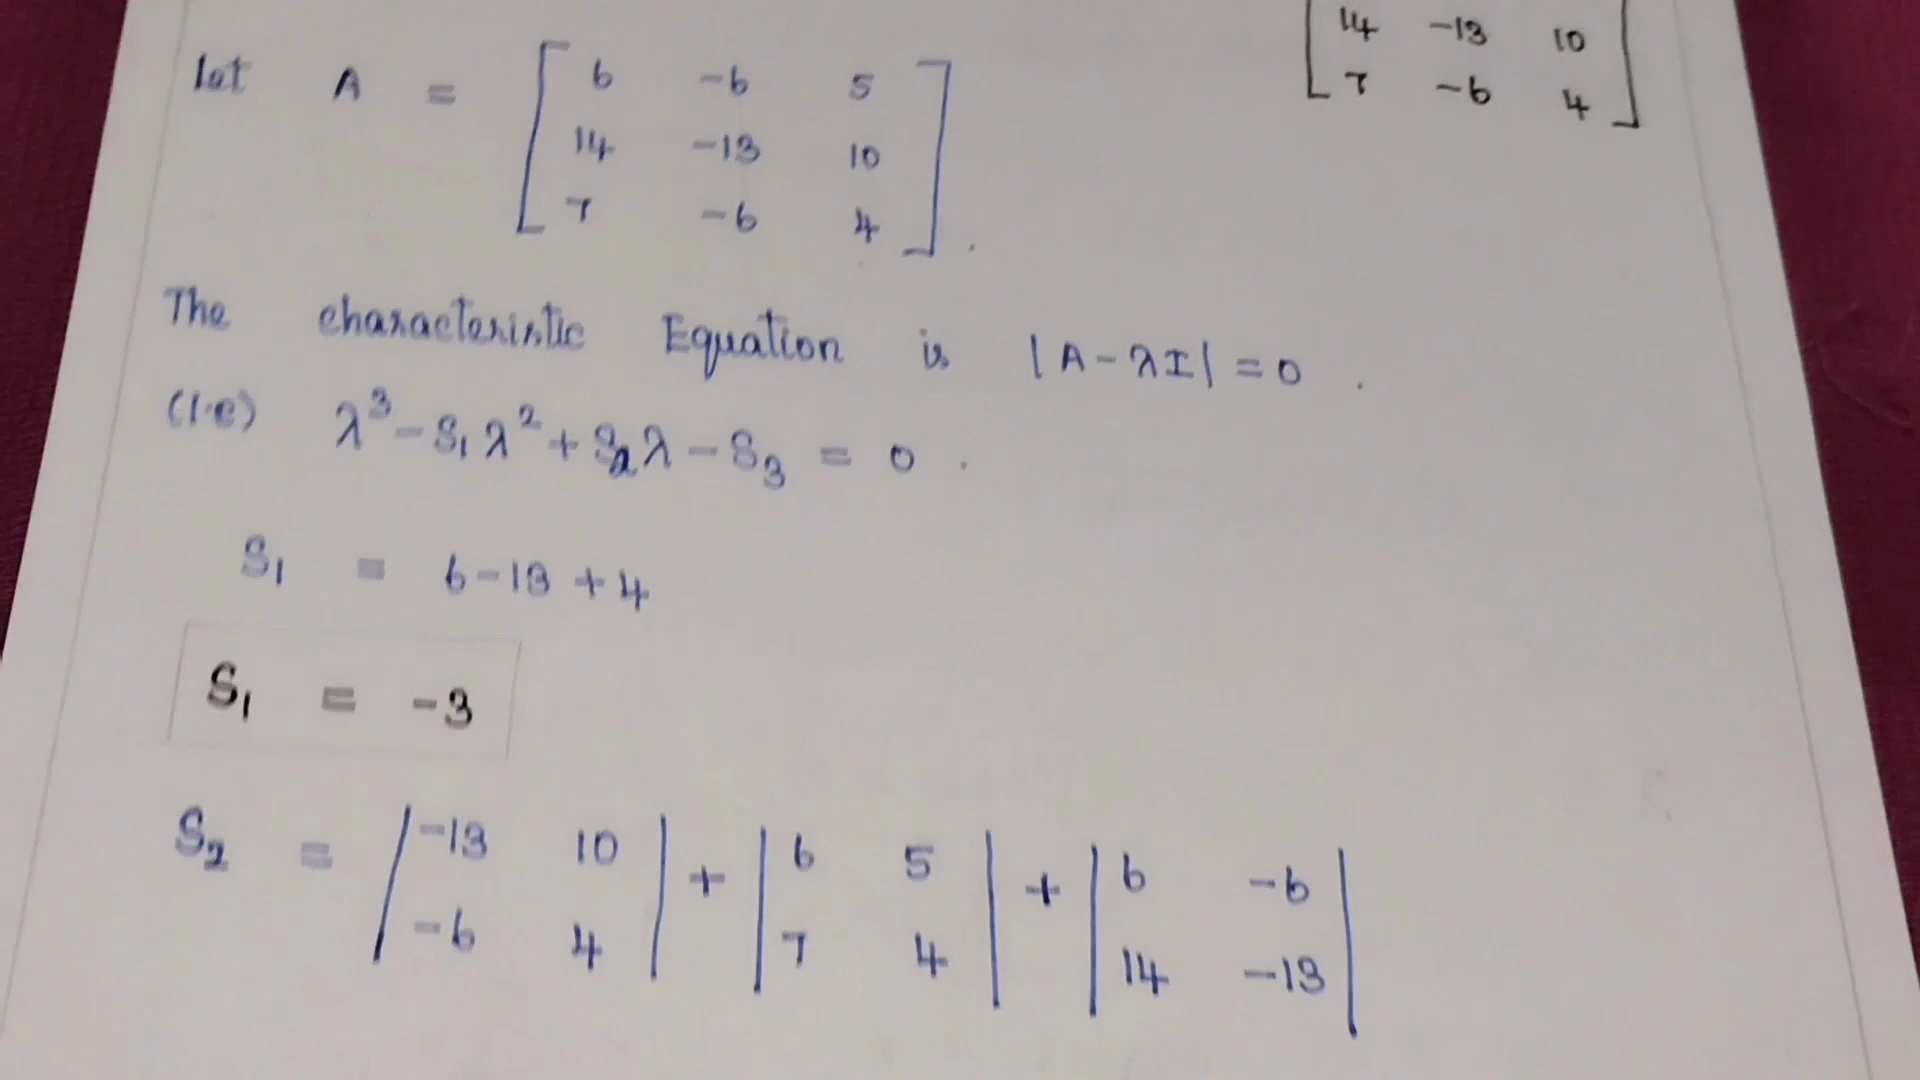 14 -13 10
7 -6 4
let A = [ 6 -6 5
14 -13 10
7 -6 4 ] .
The characteristic Equation is |A - λI| = 0 .
(i.e) λ³ - S₁λ² + S₂λ - S₃ = 0 .
S₁ = 6 - 13 + 4
S₁ = -3
S₂ = | -13 10 | + | 6 5 | + | 6 -6 |
| -6 4 | | 7 4 | | 14 -13 |